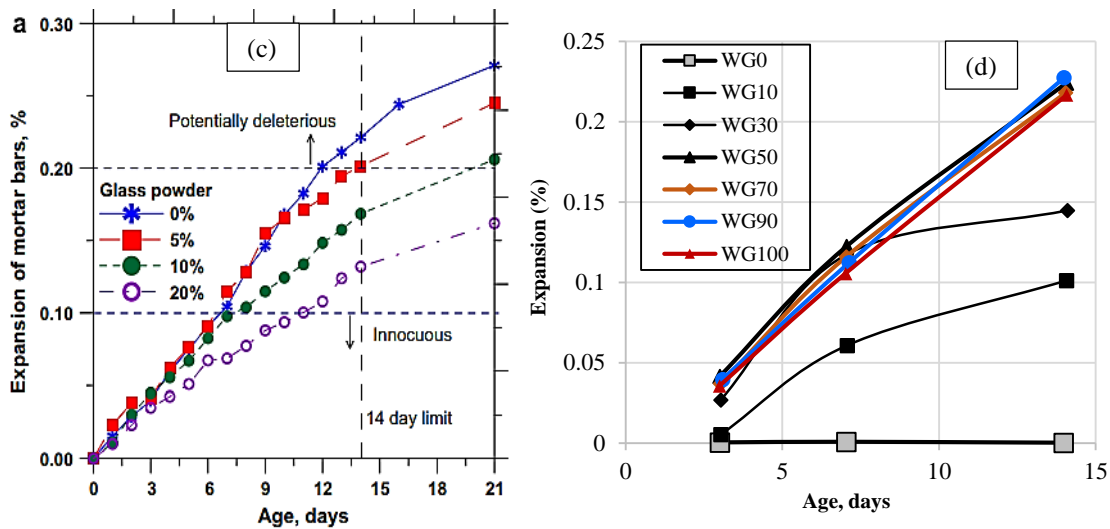 a
(c)
0.30
0.20
0.10
0.00
Expansion of mortar bars, %
Potentially deleterious
Glass powder
0%
5%
10%
20%
Innocuous
14 day limit
0
3
6
9
12
15
18
21
Age, days
(d)
0.25
0.2
0.15
0.1
0.05
0
Expansion (%)
WG0
WG10
WG30
WG50
WG70
WG90
WG100
0
5
10
15
Age, days